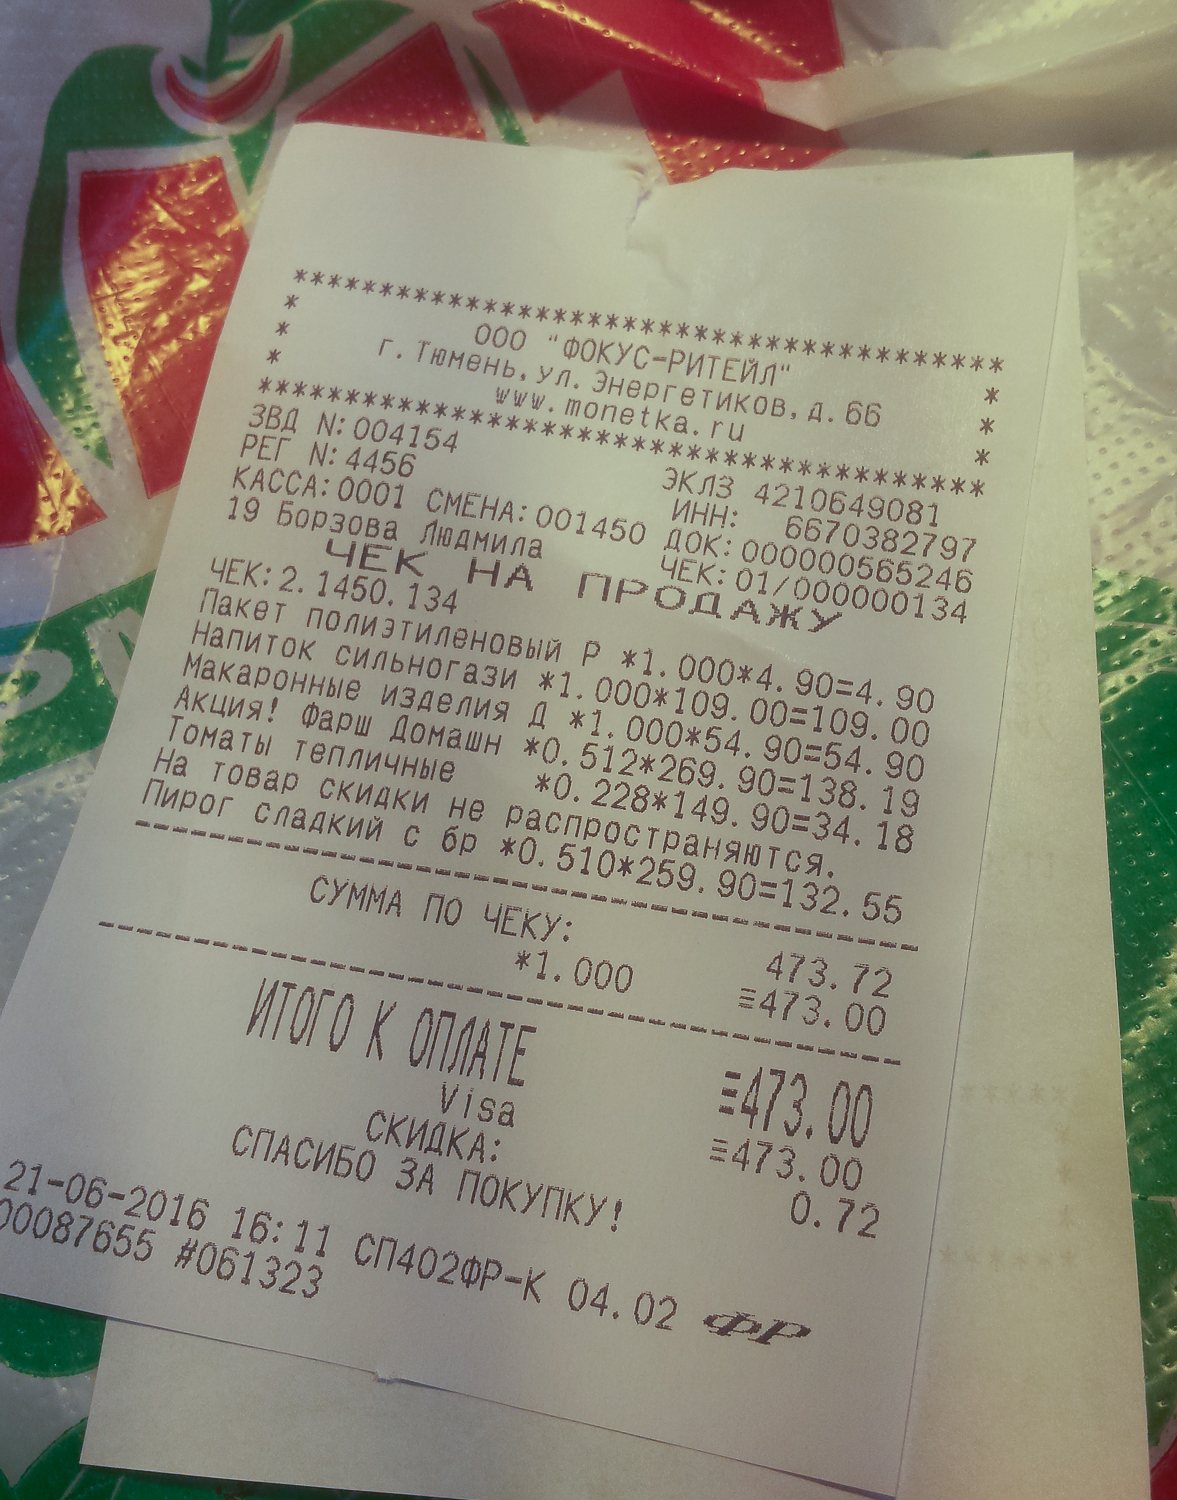 ****************************************
* ООО "ФОКУС-РИТЕЙЛ" *
* г.Тюмень,ул.Энергетиков,д.66 *
* www.monetka.ru *
****************************************
ЗВД N:004154 ЭКЛЗ 4210649081
РЕГ N:4456 ИНН: 6670382797
КАССА:0001 СМЕНА:001450 ДОК:000000565246
19 Борзова Людмила ЧЕК:01/000000134
ЧЕК НА ПРОДАЖУ
ЧЕК:2.1450.134
Пакет полиэтиленовый Р *1.000*4.90=4.90
Напиток сильногази *1.000*109.00=109.00
Макаронные изделия Д *1.000*54.90=54.90
Акция! Фарш Домашн *0.512*269.90=138.19
Томаты тепличные *0.228*149.90=34.18
На товар скидки не распространяются.
Пирог сладкий с бр *0.510*259.90=132.55
СУММА ПО ЧЕКУ: 473.72
*1.000 ≡473.00
ИТОГО К ОПЛАТЕ ≡473.00
Visa ≡473.00
СКИДКА: 0.72
СПАСИБО ЗА ПОКУПКУ!
21-06-2016 16:11 СП402ФР-К 04.02 ФР
00087655 #061323